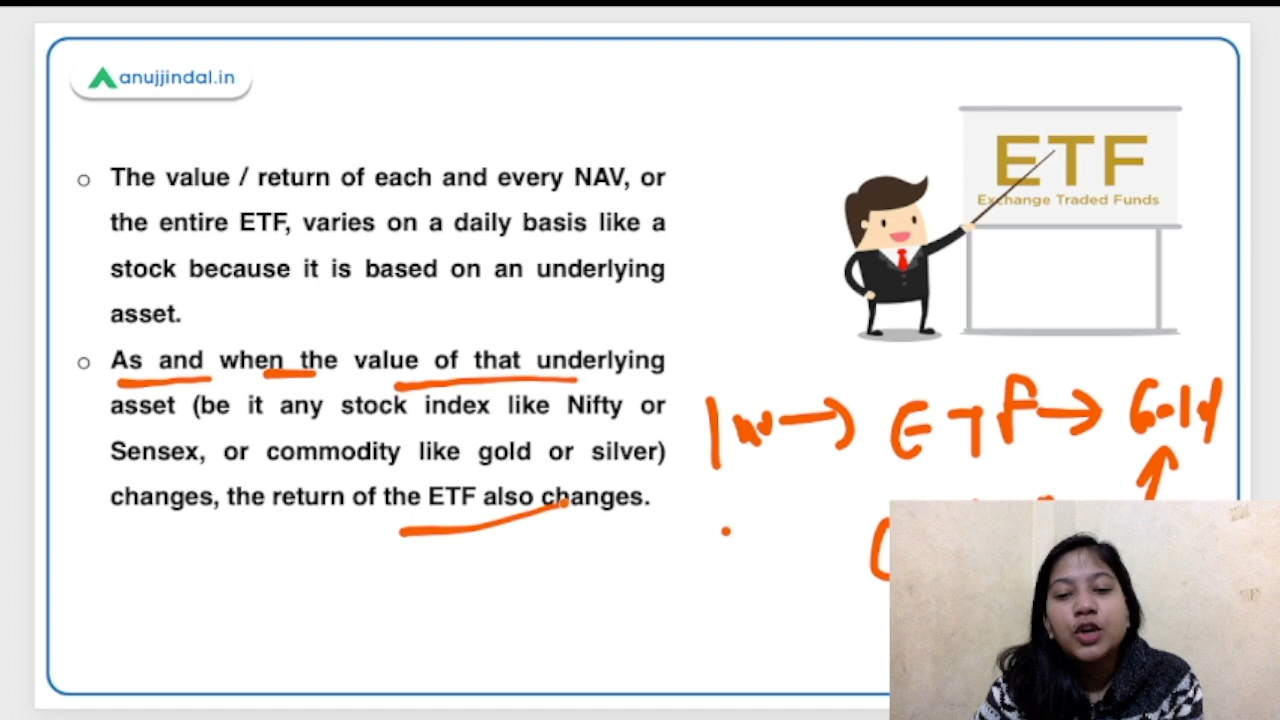 anujjindal.in
The value / return of each and every NAV, or
the entire ETF, varies on a daily basis like a
stock because it is based on an underlying
asset.
As and when the value of that underlying
asset (be it any stock index like Nifty or
Sensex, or commodity like gold or silver)
changes, the return of the ETF also changes.
ETF
Exchange Traded Funds
Inv → ETF → Gold